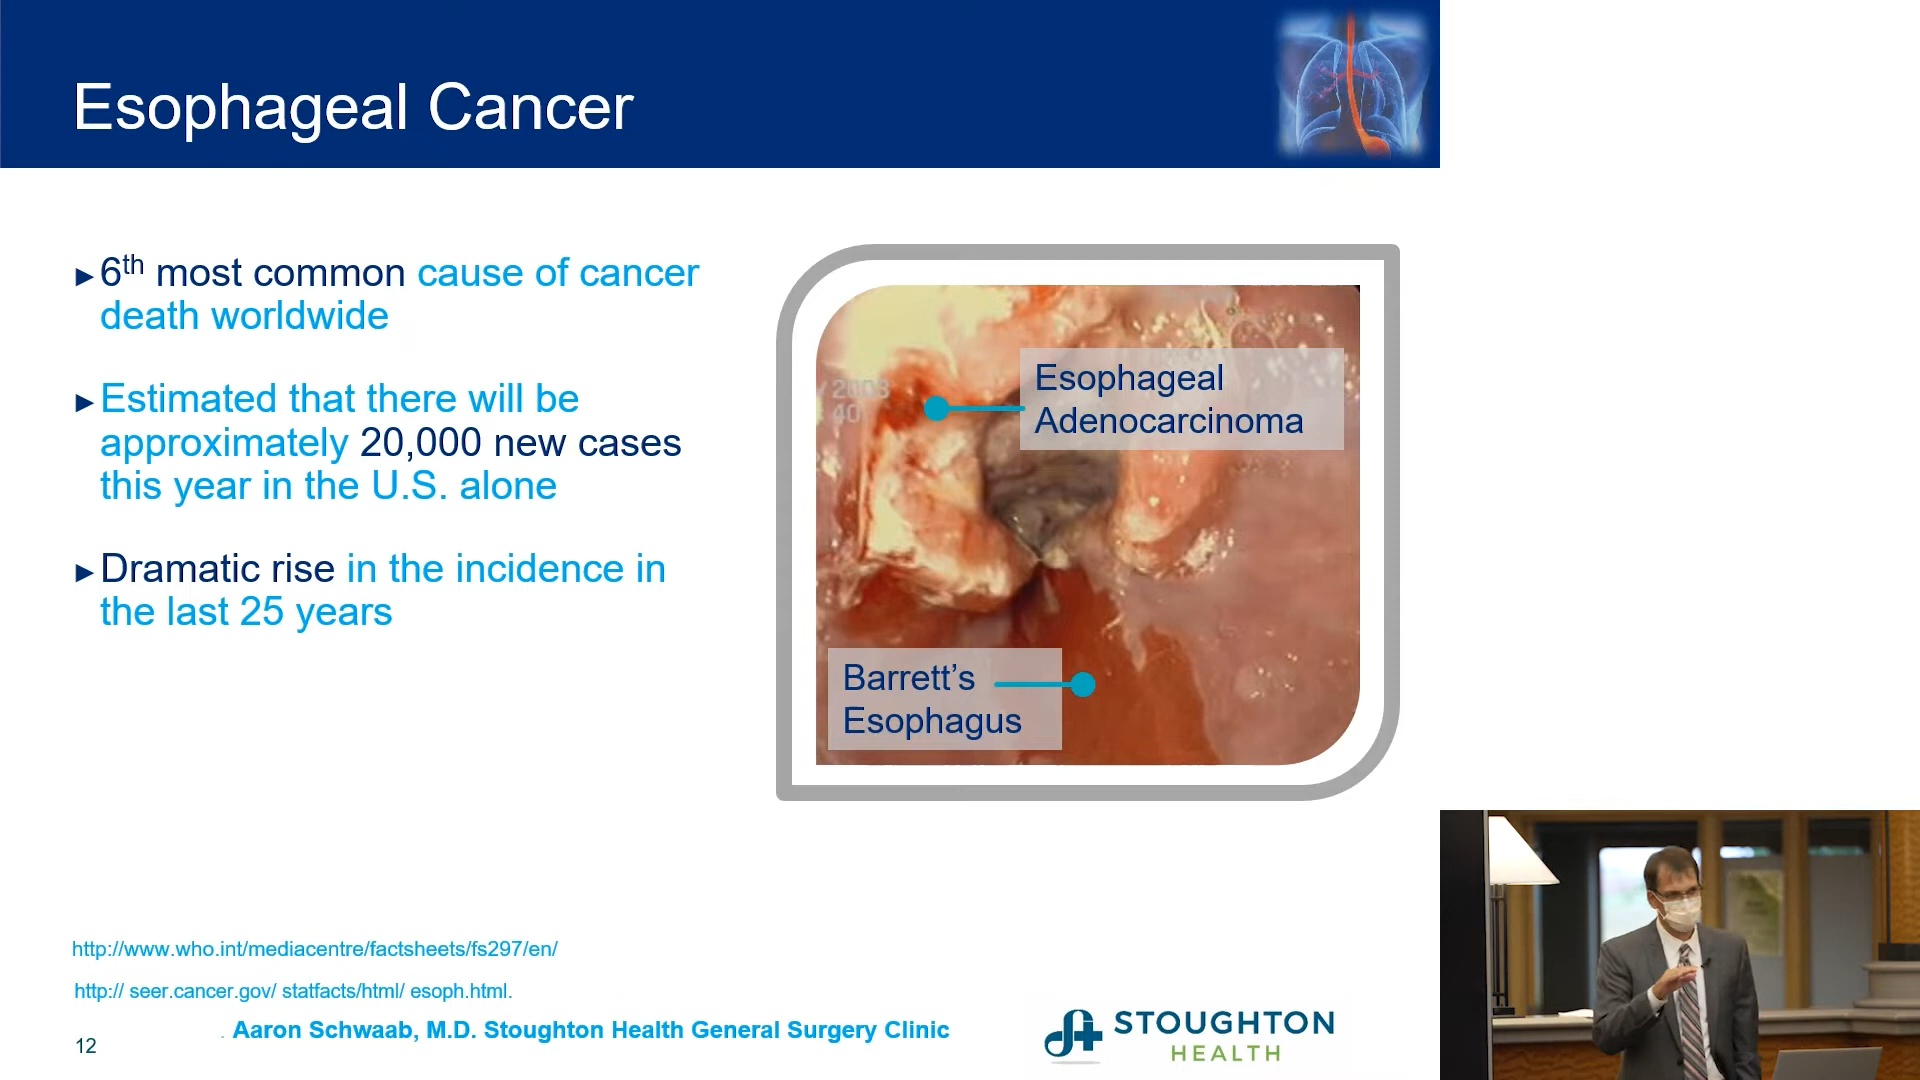 Esophageal Cancer
►6th most common cause of cancer
death worldwide
►Estimated that there will be
approximately 20,000 new cases
this year in the U.S. alone
►Dramatic rise in the incidence in
the last 25 years
/2003
40
Esophageal
Adenocarcinoma
Barrett’s
Esophagus
http://www.who.int/mediacentre/factsheets/fs297/en/
http:// seer.cancer.gov/ statfacts/html/ esoph.html.
. Aaron Schwaab, M.D. Stoughton Health General Surgery Clinic
12
STOUGHTON
HEALTH